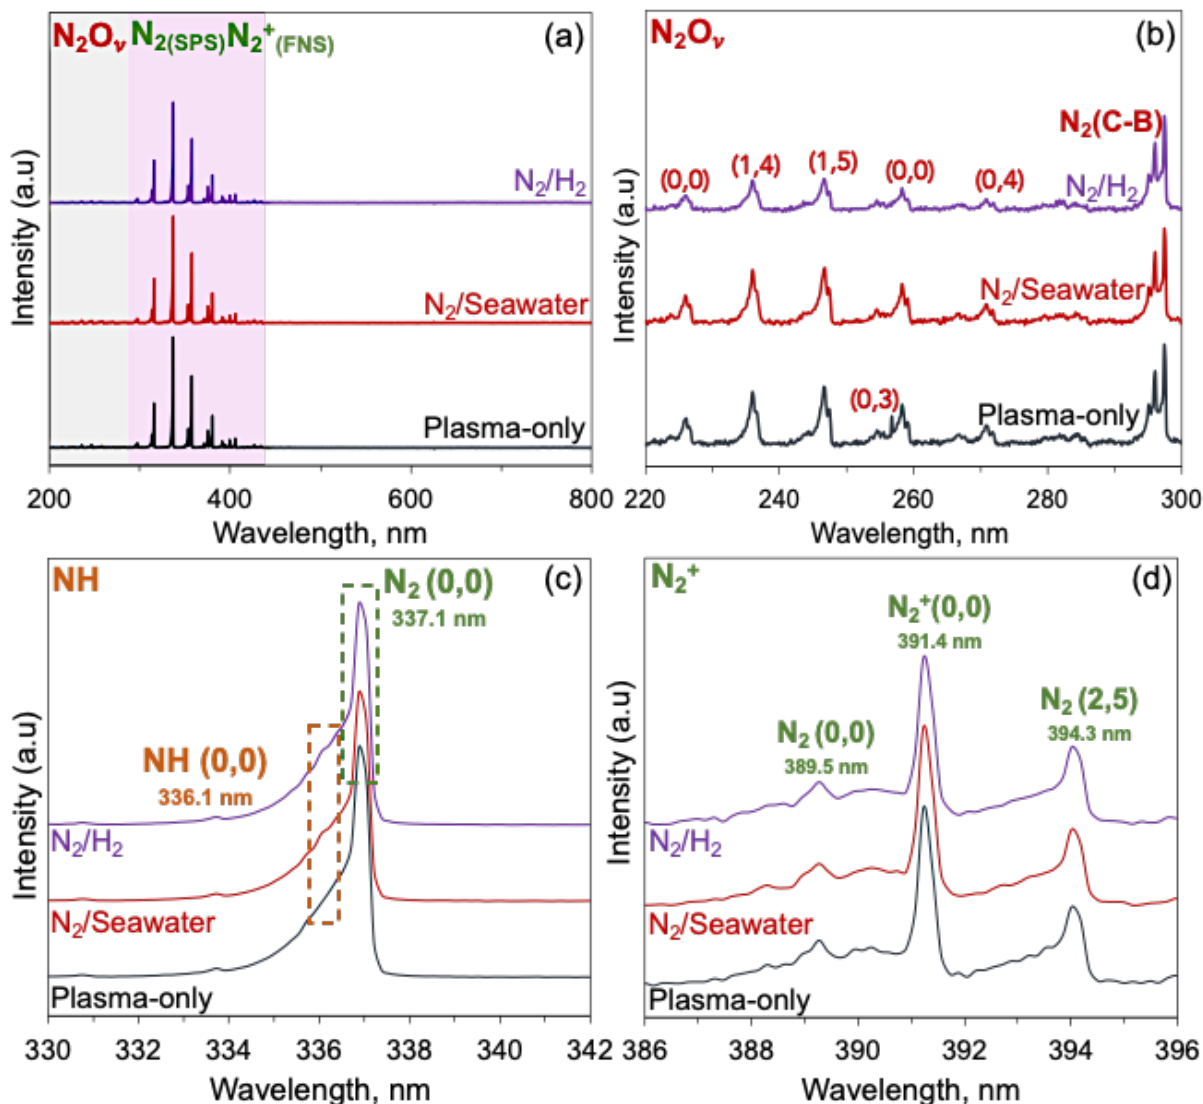 N₂Oᵥ N₂(SPS) N₂⁺(FNS) (a)
N₂/H₂
N₂/Seawater
Plasma-only
Intensity (a.u)
200 400 600 800
Wavelength, nm
N₂Oᵥ (b)
N₂(C-B)
(0,0) (1,4) (1,5) (0,0) (0,4)
N₂/H₂
N₂/Seawater
(0,3)
Plasma-only
Intensity (a.u)
220 240 260 280 300
Wavelength, nm
NH (c)
N₂ (0,0)
337.1 nm
NH (0,0)
336.1 nm
N₂/H₂
N₂/Seawater
Plasma-only
Intensity (a.u)
330 332 334 336 338 340 342
Wavelength, nm
N₂⁺ (d)
N₂⁺(0,0)
391.4 nm
N₂ (2,5)
394.3 nm
N₂ (0,0)
389.5 nm
N₂/H₂
N₂/Seawater
Plasma-only
Intensity (a.u)
386 388 390 392 394 396
Wavelength, nm